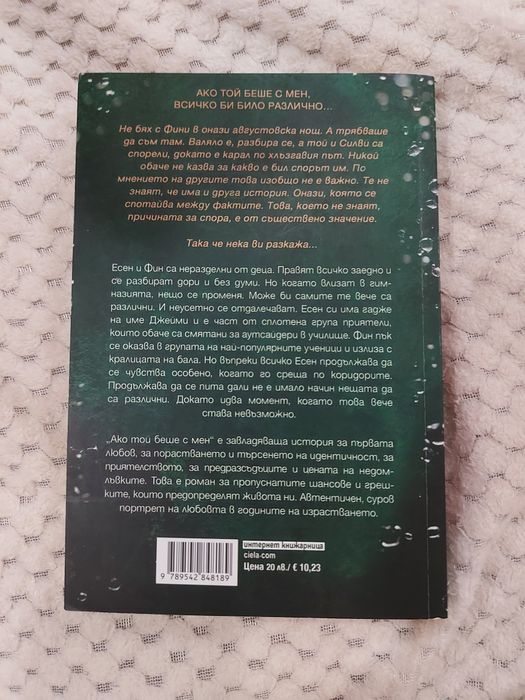 АКО ТОЙ БЕШЕ С МЕН,
ВСИЧКО БИ БИЛО РАЗЛИЧНО...
Не бях с Фини в онази августовска нощ. А трябваше
да съм там. Валяло е, разбира се, а той и Силви са
спорели, докато е карал по хлъзгавия път. Никой
обаче не казва за какво е бил спорът им. По
мнението на другите това изобщо не е важно. Те не
знаят, че има и друга история. Онази, която се
спотайва между фактите. Това, което не знаят,
причината за спора, е от съществено значение.
Така че нека ви разкажа...
Есен и Фин са неразделни от деца. Правят всичко заедно и
се разбират дори и без думи. Но когато влизат в гим-
назията, нещо се променя. Може би самите те вече са
различни. И неусетно се отдалечават. Есен си има гадже
на име Джейми и е част от сплотена група приятели,
които обаче са смятани за аутсайдери в училище. Фин пък
се оказва в групата на най-популярните ученици и излиза с
кралицата на бала. Но въпреки всичко Есен продължава да
се чувства особено, когато го среща по коридорите.
Продължава да се пита дали не е имало начин нещата да
са различни. Докато идва момент, когато това вече
става невъзможно.
„Ако той беше с мен" е завладяваща история за първата
любов, за порастването и търсенето на идентичност, за
приятелството, за предразсъдъците и цената на недом-
лъвките. Това е роман за пропуснатите шансове и греш-
ките, които предопределят живота ни. Автентичен, суров
портрет на любовта в годините на израстването.
интернет книжарница
ciela.com
Цена 20 лв./ € 10,23
9 789542 848189